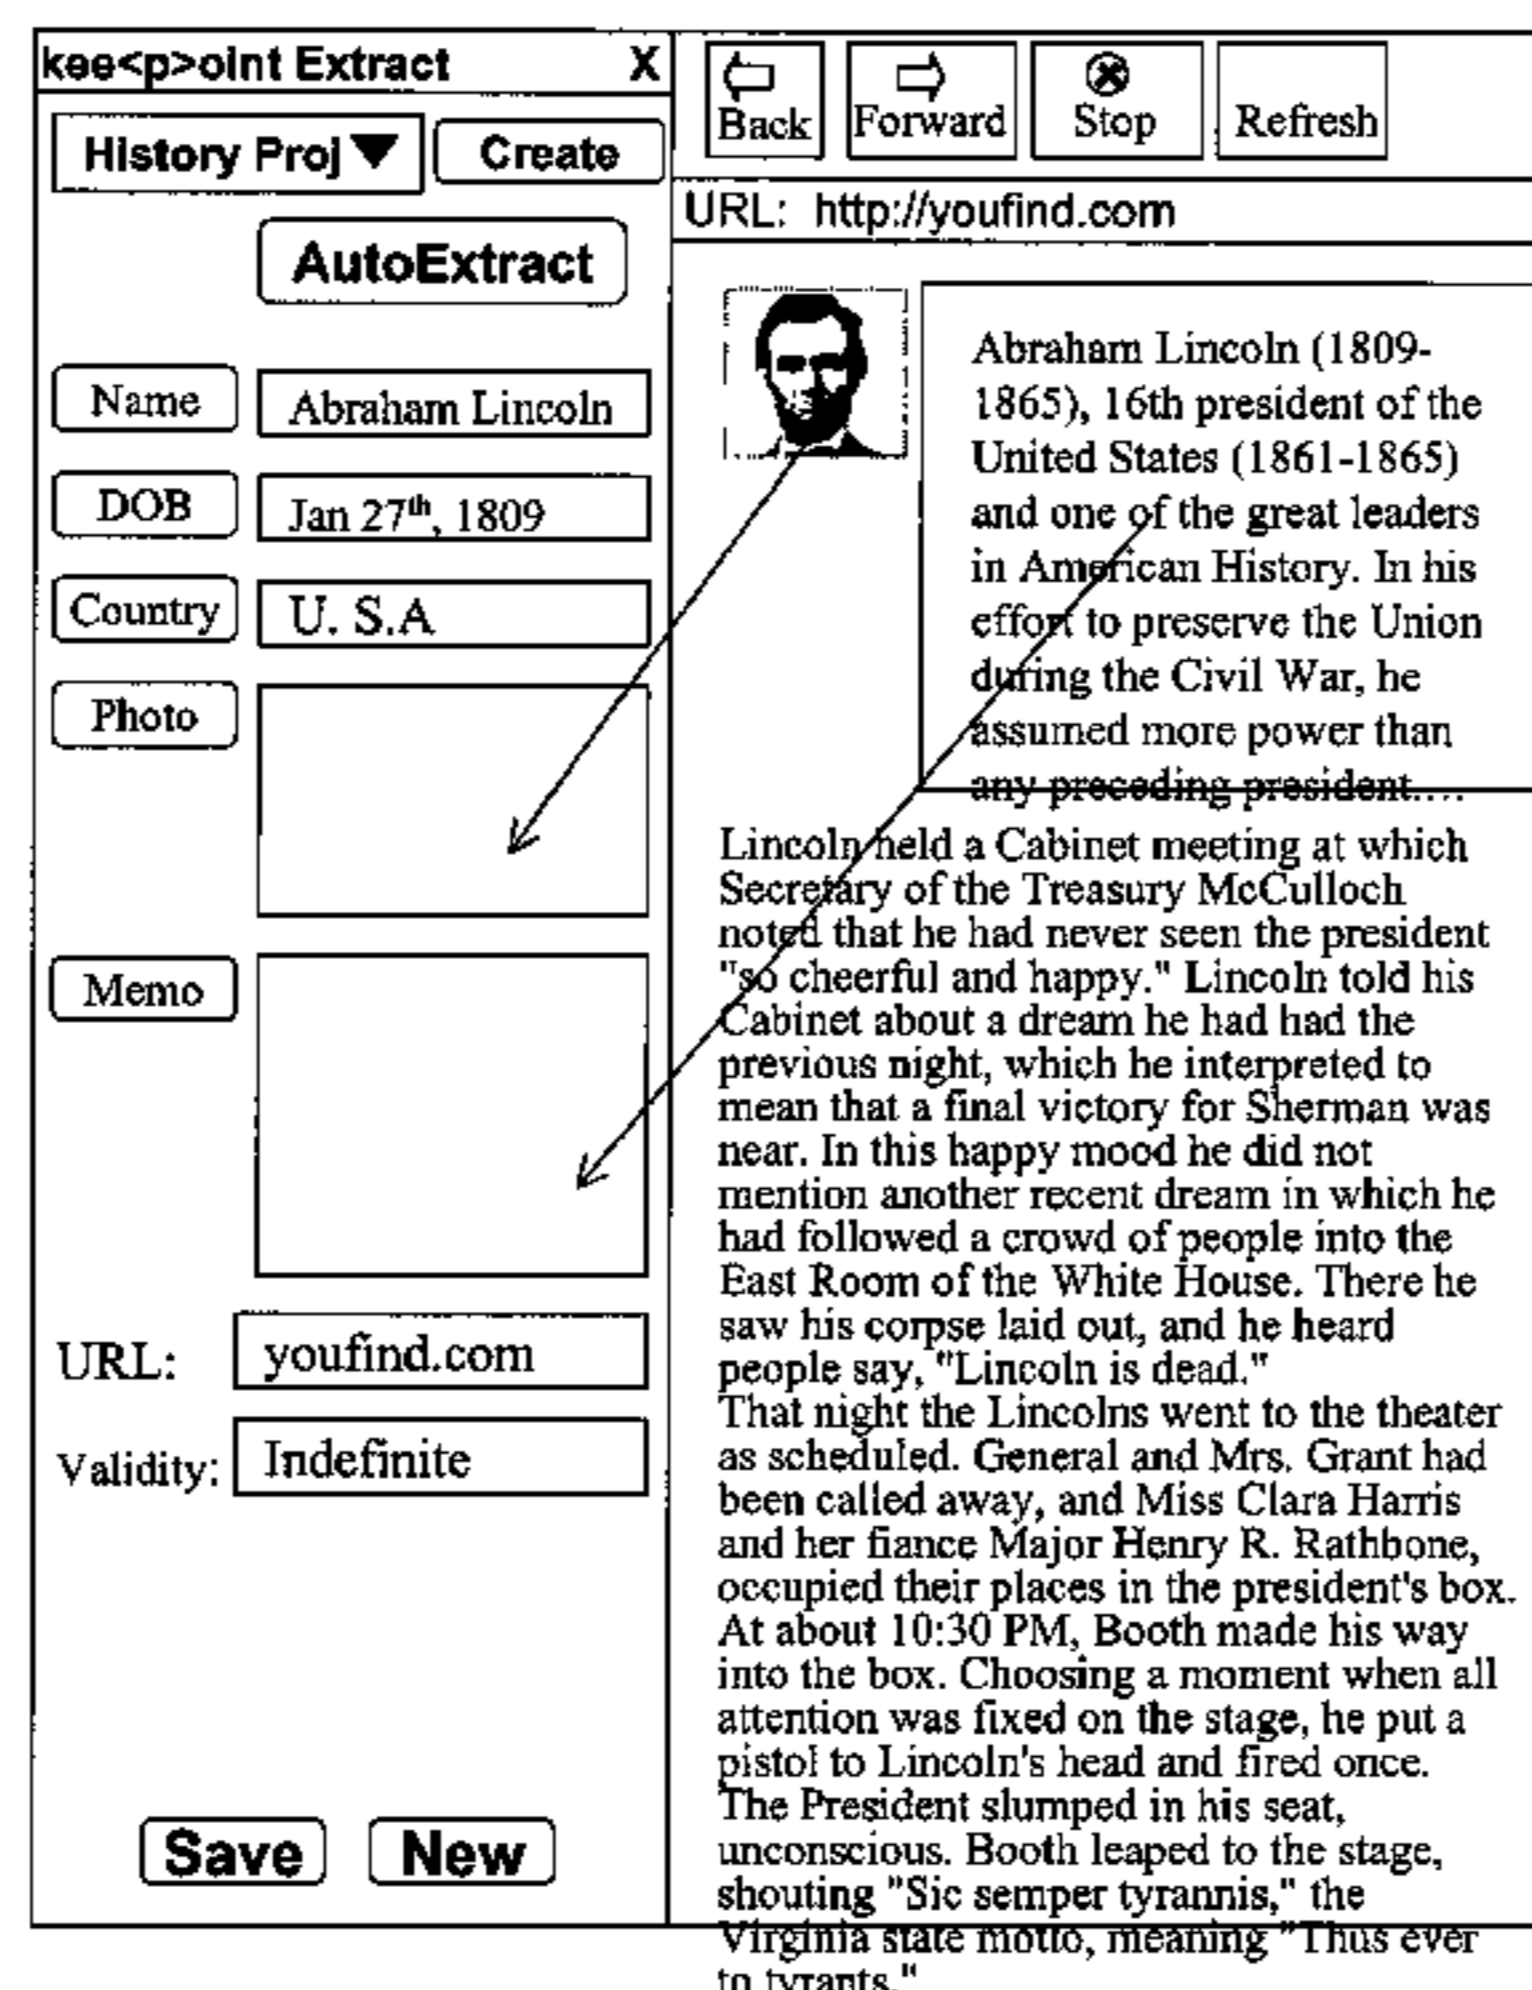 kee<p>oint Extract X
History Proj Create
AutoExtract
Name Abraham Lincoln
DOB Jan 27th, 1809
Country U. S.A
Photo
Memo
URL: youfind.com
Validity: Indefinite
Save New
Back Forward Stop Refresh
URL: http://youfind.com
Abraham Lincoln (1809-
1865), 16th president of the
United States (1861-1865)
and one of the great leaders
in American History. In his
effort to preserve the Union
during the Civil War, he
assumed more power than
any preceding president....
Lincoln held a Cabinet meeting at which
Secretary of the Treasury McCulloch
noted that he had never seen the president
"so cheerful and happy." Lincoln told his
Cabinet about a dream he had had the
previous night, which he interpreted to
mean that a final victory for Sherman was
near. In this happy mood he did not
mention another recent dream in which he
had followed a crowd of people into the
East Room of the White House. There he
saw his corpse laid out, and he heard
people say, "Lincoln is dead."
That night the Lincolns went to the theater
as scheduled. General and Mrs. Grant had
been called away, and Miss Clara Harris
and her fiance Major Henry R. Rathbone,
occupied their places in the president's box.
At about 10:30 PM, Booth made his way
into the box. Choosing a moment when all
attention was fixed on the stage, he put a
pistol to Lincoln's head and fired once.
The President slumped in his seat,
unconscious. Booth leaped to the stage,
shouting "Sic semper tyrannis," the
Virginia state motto, meaning "Thus ever
to tyrants."